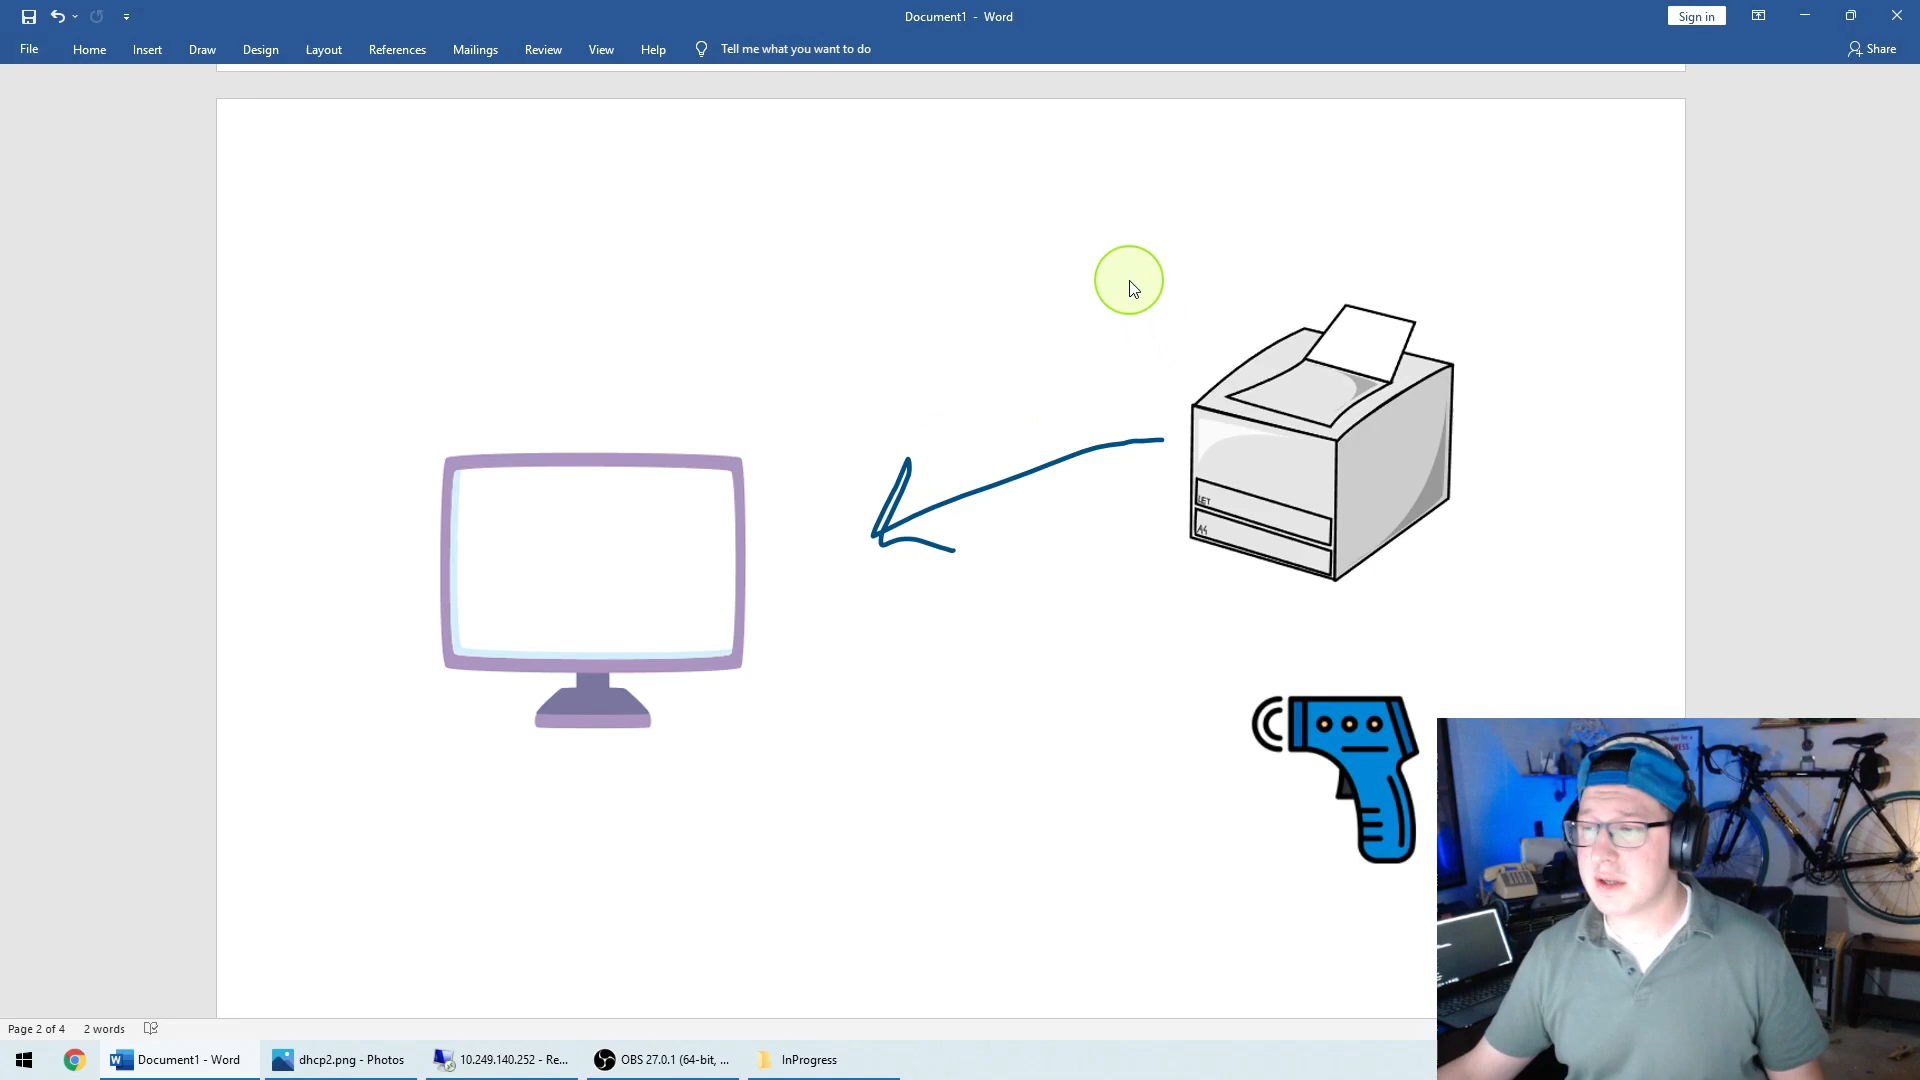 Document1 - Word
Sign in
File Home Insert Draw Design Layout References Mailings Review View Help Tell me what you want to do Share
LET
A4
Page 2 of 4 2 words
Document1 - Word dhcp2.png - Photos 10.249.140.252 - Re... OBS 27.0.1 (64-bit, ... InProgress